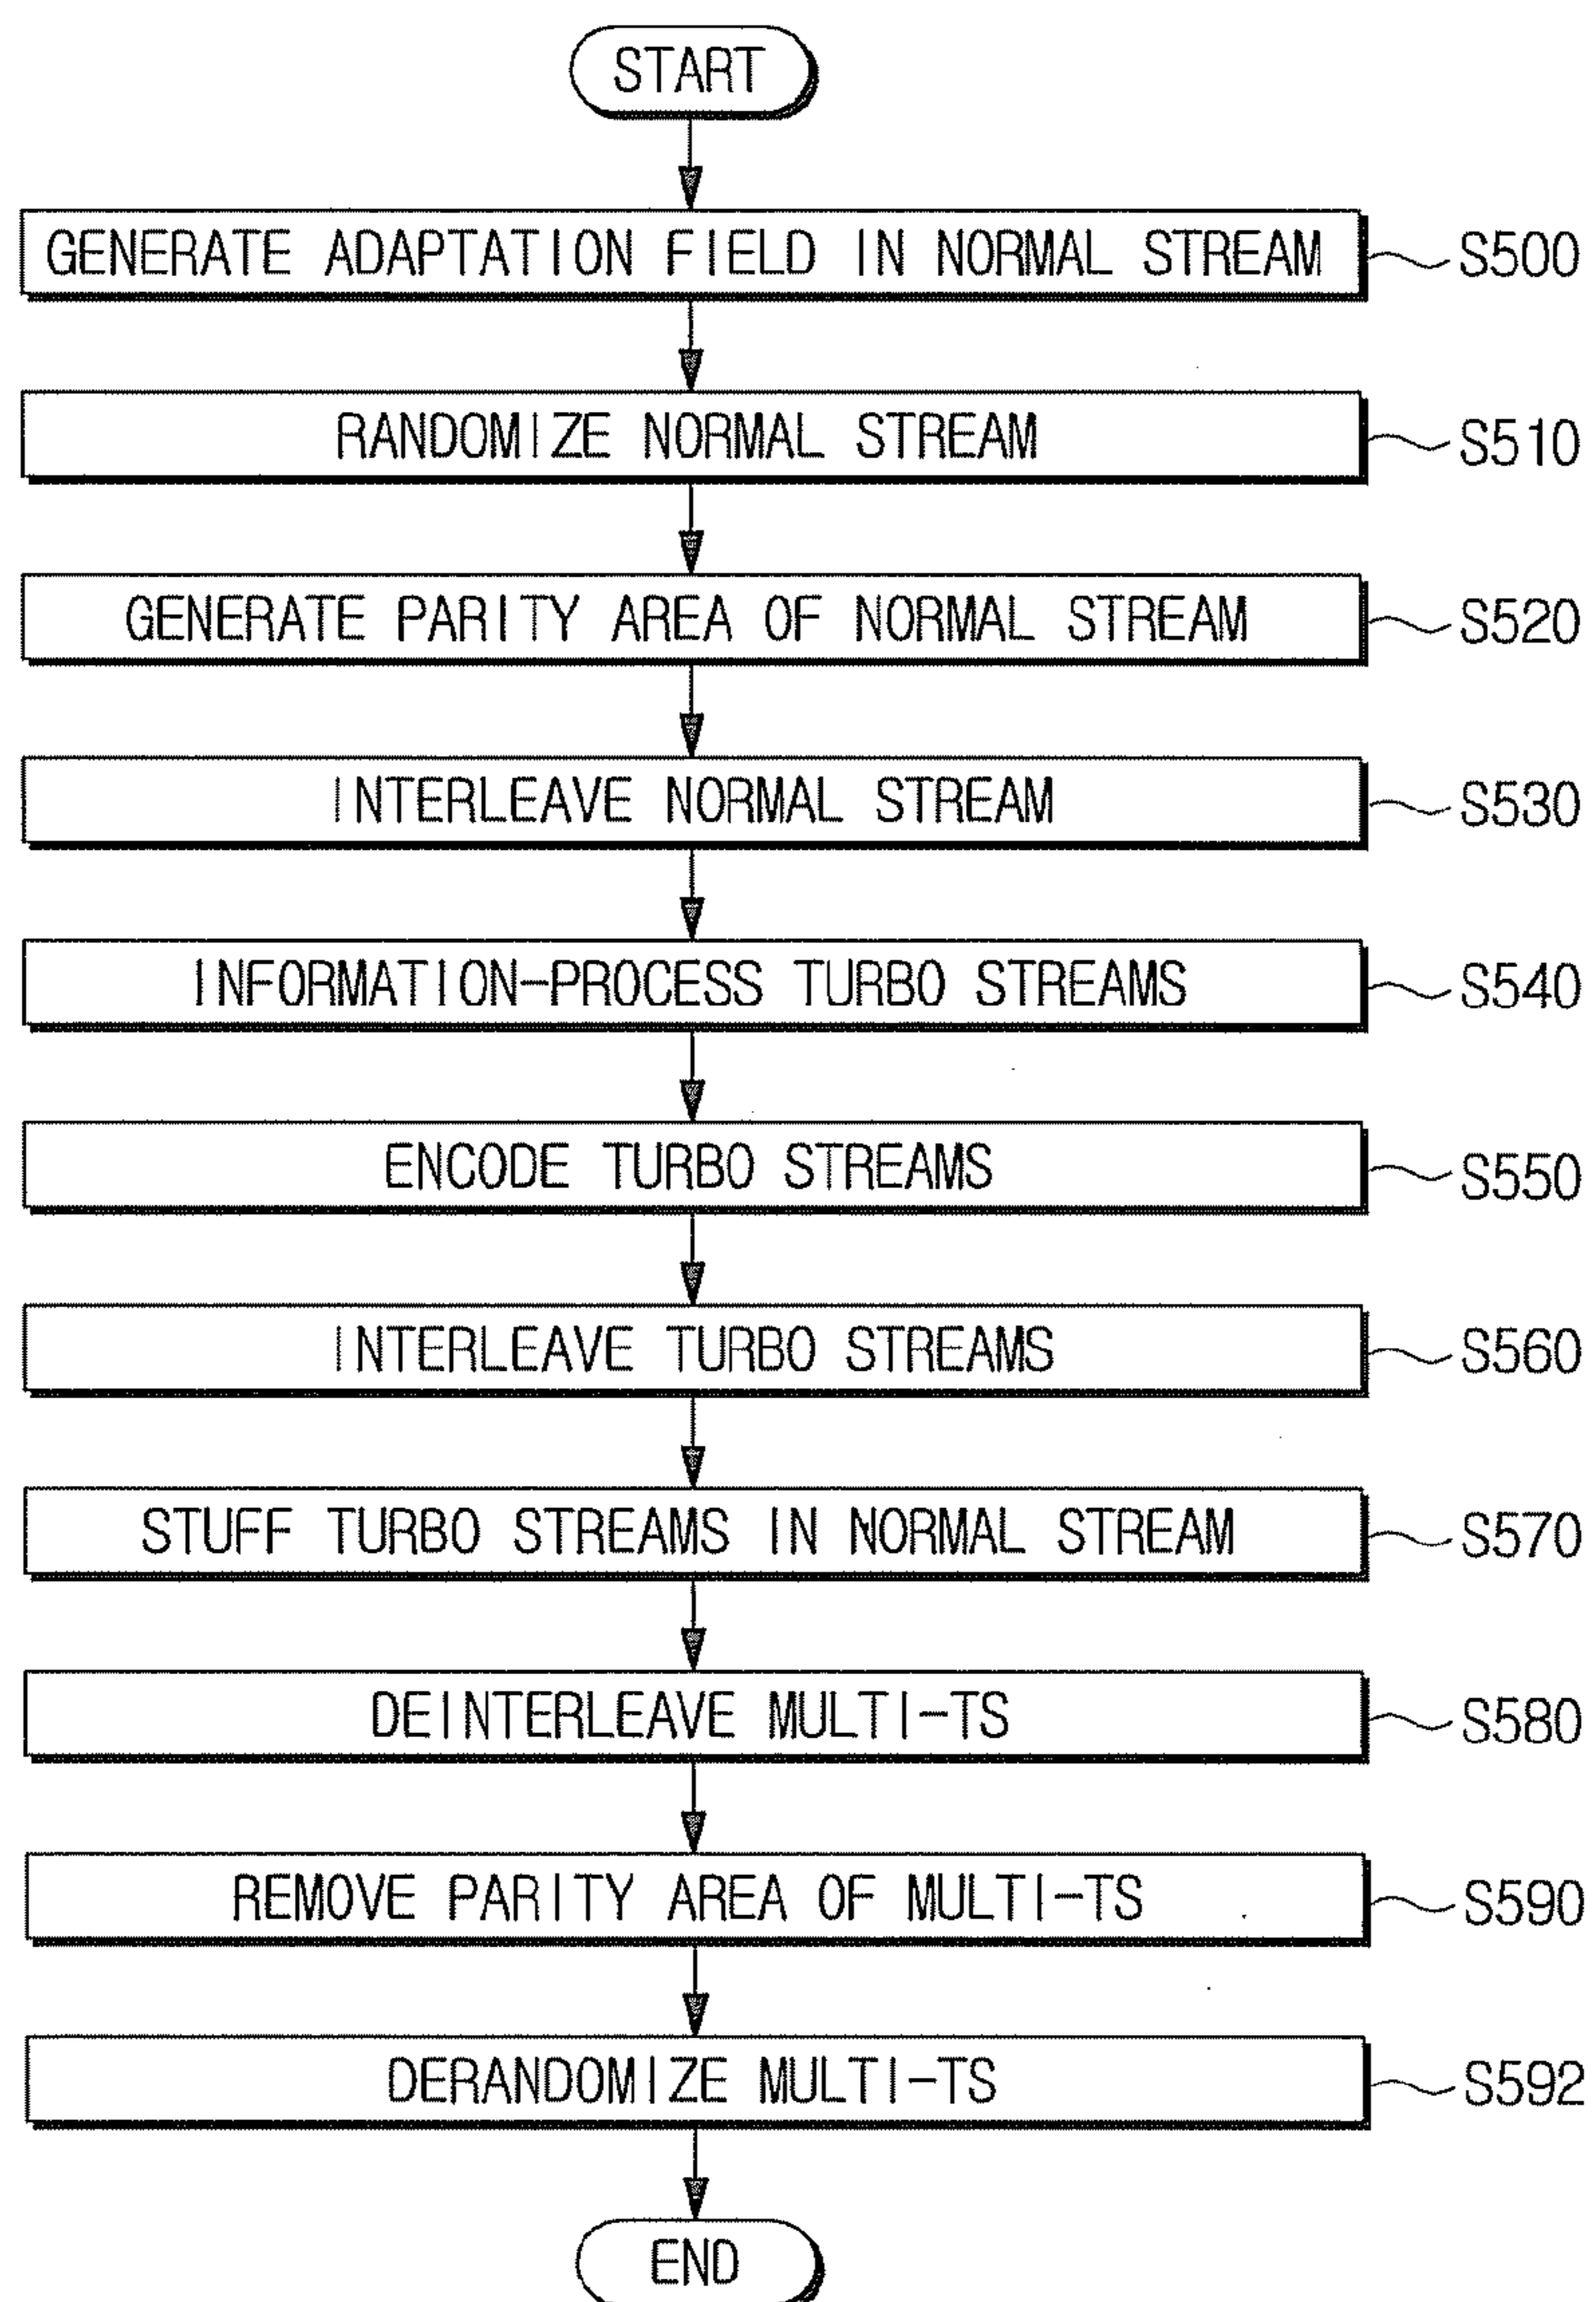 START
GENERATE ADAPTATION FIELD IN NORMAL STREAM S500
RANDOMIZE NORMAL STREAM S510
GENERATE PARITY AREA OF NORMAL STREAM S520
INTERLEAVE NORMAL STREAM S530
INFORMATION-PROCESS TURBO STREAMS S540
ENCODE TURBO STREAMS S550
INTERLEAVE TURBO STREAMS S560
STUFF TURBO STREAMS IN NORMAL STREAM S570
DEINTERLEAVE MULTI-TS S580
REMOVE PARITY AREA OF MULTI-TS S590
DERANDOMIZE MULTI-TS S592
END